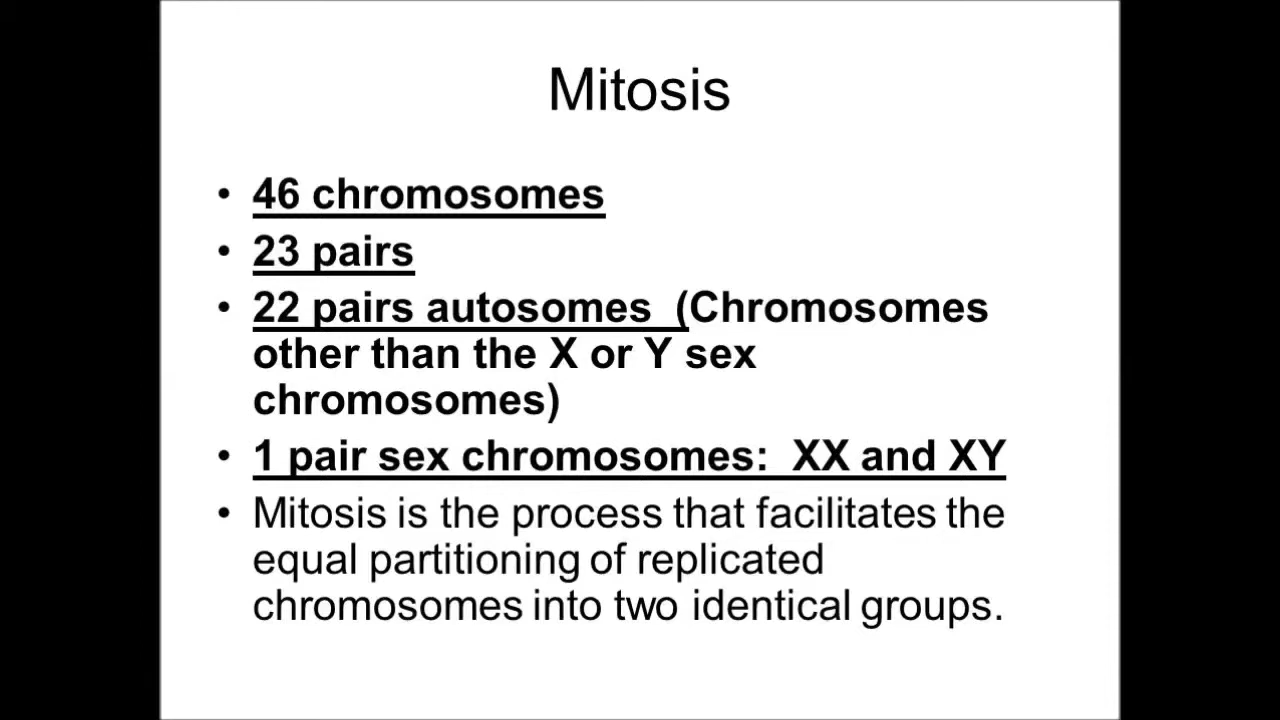 Mitosis
• 46 chromosomes
• 23 pairs
• 22 pairs autosomes (Chromosomes
other than the X or Y sex
chromosomes)
• 1 pair sex chromosomes: XX and XY
• Mitosis is the process that facilitates the
equal partitioning of replicated
chromosomes into two identical groups.